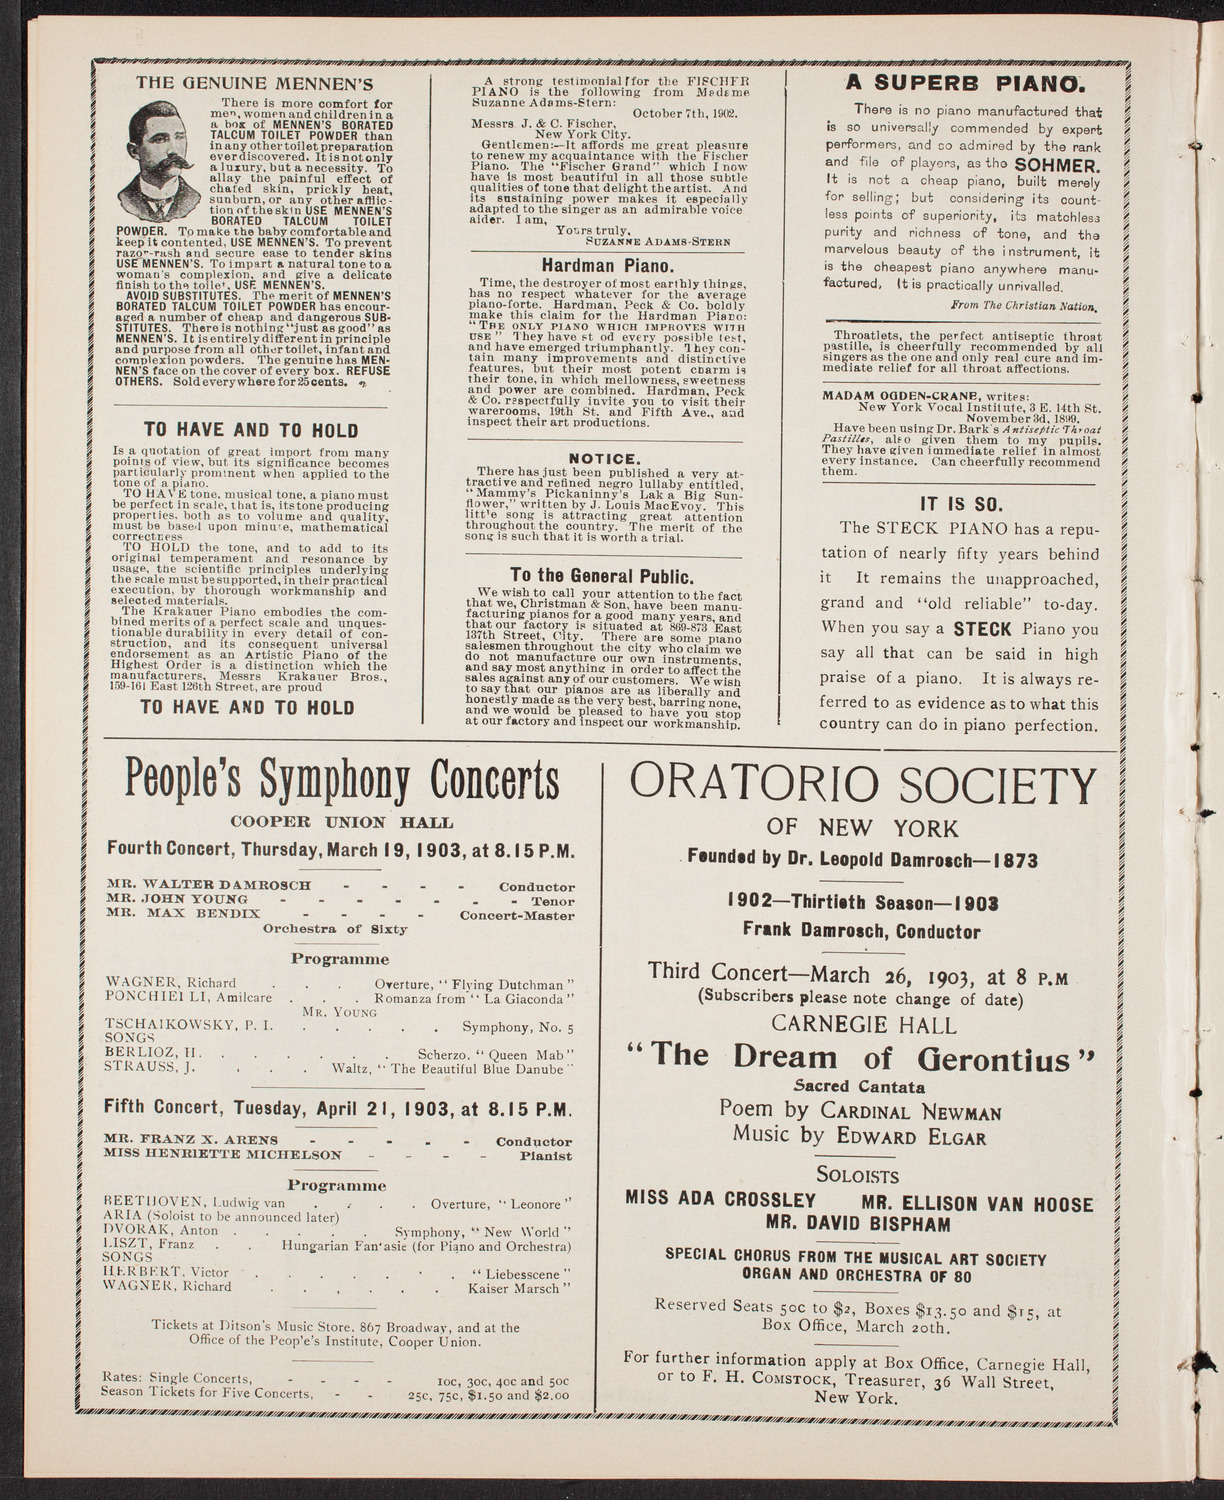 THE GENUINE MENNEN'S
There is more comfort for
men, women and children in a
a box of MENNEN'S BORATED
TALCUM TOILET POWDER than
in any other toilet preparation
ever discovered. It is not only
a luxury, but a necessity. To
allay the painful effect of
chafed skin, prickly heat,
sunburn, or any other afflic-
tion of the skin USE MENNEN'S
BORATED TALCUM TOILET
POWDER. To make the baby comfortable and
keep it contented, USE MENNEN'S. To prevent
razor-rash and secure ease to tender skins
USE MENNEN'S. To impart a natural tone to a
woman's complexion, and give a delicate
finish to the toilet, USE MENNEN'S.
AVOID SUBSTITUTES. The merit of MENNEN'S
BORATED TALCUM TOILET POWDER has encour-
aged a number of cheap and dangerous SUB-
STITUTES. There is nothing "just as good" as
MENNEN'S. It is entirely different in principle
and purpose from all other toilet, infant and
complexion powders. The genuine has MEN-
NEN'S face on the cover of every box. REFUSE
OTHERS. Sold everywhere for 25 cents.
TO HAVE AND TO HOLD
Is a quotation of great import from many
points of view, but its significance becomes
particularly prominent when applied to the
tone of a piano.
TO HAVE tone, musical tone, a piano must
be perfect in scale, that is, its tone producing
properties, both as to volume and quality,
must be based upon minute, mathematical
correctness
TO HOLD the tone, and to add to its
original temperament and resonance by
usage, the scientific principles underlying
the scale must be supported, in their practical
execution, by thorough workmanship and
selected materials.
The Krakauer Piano embodies the com-
bined merits of a perfect scale and unques-
tionable durability in every detail of con-
struction, and its consequent universal
endorsement as an Artistic Piano of the
Highest Order is a distinction which the
manufacturers, Messrs Krakauer Bros.,
159-161 East 126th Street, are proud
TO HAVE AND TO HOLD
A strong testimonial for the FISCHER
PIANO is the following from Madame
Suzanne Adams-Stern:
October 7th, 1902.
Messrs. J. & C. Fischer,
New York City.
Gentlemen:—It affords me great pleasure
to renew my acquaintance with the Fischer
Piano. The "Fischer Grand" which I now
have is most beautiful in all those subtle
qualities of tone that delight the artist. And
its sustaining power makes it especially
adapted to the singer as an admirable voice
aider. I am,
Yours truly,
SUZANNE ADAMS-STERN
Hardman Piano.
Time, the destroyer of most earthly things,
has no respect whatever for the average
piano-forte. Hardman, Peck & Co. boldly
make this claim for the Hardman Piano:
"THE ONLY PIANO WHICH IMPROVES WITH
USE" They have st od every possible test,
and have emerged triumphantly. They con-
tain many improvements and distinctive
features, but their most potent charm is
their tone, in which mellowness, sweetness
and power are combined. Hardman, Peck
& Co. respectfully invite you to visit their
warerooms, 19th St. and Fifth Ave., and
inspect their art productions.
NOTICE.
There has just been published a very at-
tractive and refined negro lullaby entitled,
"Mammy's Pickaninny's Lak a Big Sun-
flower," written by J. Louis MacEvoy. This
little song is attracting great attention
throughout the country. The merit of the
song is such that it is worth a trial.
To the General Public.
We wish to call your attention to the fact
that we, Christman & Son, have been manu-
facturing pianos for a good many years, and
that our factory is situated at 869-873 East
137th Street, City. There are some piano
salesmen throughout the city who claim we
do not manufacture our own instruments,
and say most anything in order to affect the
sales against any of our customers. We wish
to say that our pianos are as liberally and
honestly made as the very best, barring none,
and we would be pleased to have you stop
at our factory and inspect our workmanship.
A SUPERB PIANO.
There is no piano manufactured that
is so universally commended by expert
performers, and so admired by the rank
and file of players, as the SOHMER.
It is not a cheap piano, built merely
for selling; but considering its count-
less points of superiority, its matchless
purity and richness of tone, and the
marvelous beauty of the instrument, it
is the cheapest piano anywhere manu-
factured. It is practically unrivalled.
From The Christian Nation.
Throatlets, the perfect antiseptic throat
pastille, is cheerfully recommended by all
singers as the one and only real cure and im-
mediate relief for all throat affections.
MADAM OGDEN-CRANE, writes:
New York Vocal Institute, 3 E. 14th St.
November 3d, 1899.
Have been using Dr. Bark's Antiseptic Throat
Pastilles, also given them to my pupils.
They have given immediate relief in almost
every instance. Can cheerfully recommend
them.
IT IS SO.
The STECK PIANO has a repu-
tation of nearly fifty years behind
it It remains the unapproached,
grand and "old reliable" to-day.
When you say a STECK Piano you
say all that can be said in high
praise of a piano. It is always re-
ferred to as evidence as to what this
country can do in piano perfection.
People's Symphony Concerts
COOPER UNION HALL
Fourth Concert, Thursday, March 19, 1903, at 8.15 P.M.
MR. WALTER DAMROSCH - - - - Conductor
MR. JOHN YOUNG - - - - - - Tenor
MR. MAX BENDIX - - - - Concert-Master
Orchestra of Sixty
Programme
WAGNER, Richard . . . Overture, "Flying Dutchman"
PONCHIELLI, Amilcare . . . Romanza from "La Giaconda"
MR. YOUNG
TSCHAIKOWSKY, P. I. . . . . . Symphony, No. 5
SONGS
BERLIOZ, H. . . . . . . Scherzo, "Queen Mab"
STRAUSS, J. . . . Waltz, "The Beautiful Blue Danube"
Fifth Concert, Tuesday, April 21, 1903, at 8.15 P.M.
MR. FRANZ X. ARENS - - - - - Conductor
MISS HENRIETTE MICHELSON - - - - Pianist
Programme
BEETHOVEN, Ludwig van . . . . Overture, "Leonore"
ARIA (Soloist to be announced later)
DVORAK, Anton . . . . . Symphony, "New World"
LISZT, Franz . . Hungarian Fantasie (for Piano and Orchestra)
SONGS
HERBERT, Victor . . . . . . "Liebesscene"
WAGNER, Richard . . . . . Kaiser Marsch"
Tickets at Ditson's Music Store, 867 Broadway, and at the
Office of the People's Institute, Cooper Union.
Rates: Single Concerts, - - - - 10c, 30c, 40c and 50c
Season Tickets for Five Concerts, - - 25c, 75c, $1.50 and $2.00
ORATORIO SOCIETY
OF NEW YORK
Founded by Dr. Leopold Damrosch—1873
1902—Thirtieth Season—1903
Frank Damrosch, Conductor
Third Concert—March 26, 1903, at 8 P.M
(Subscribers please note change of date)
CARNEGIE HALL
"The Dream of Gerontius"
Sacred Cantata
Poem by CARDINAL NEWMAN
Music by EDWARD ELGAR
SOLOISTS
MISS ADA CROSSLEY MR. ELLISON VAN HOOSE
MR. DAVID BISPHAM
SPECIAL CHORUS FROM THE MUSICAL ART SOCIETY
ORGAN AND ORCHESTRA OF 80
Reserved Seats 50c to $2, Boxes $13.50 and $15, at
Box Office, March 20th.
For further information apply at Box Office, Carnegie Hall,
or to F. H. COMSTOCK, Treasurer, 36 Wall Street,
New York.